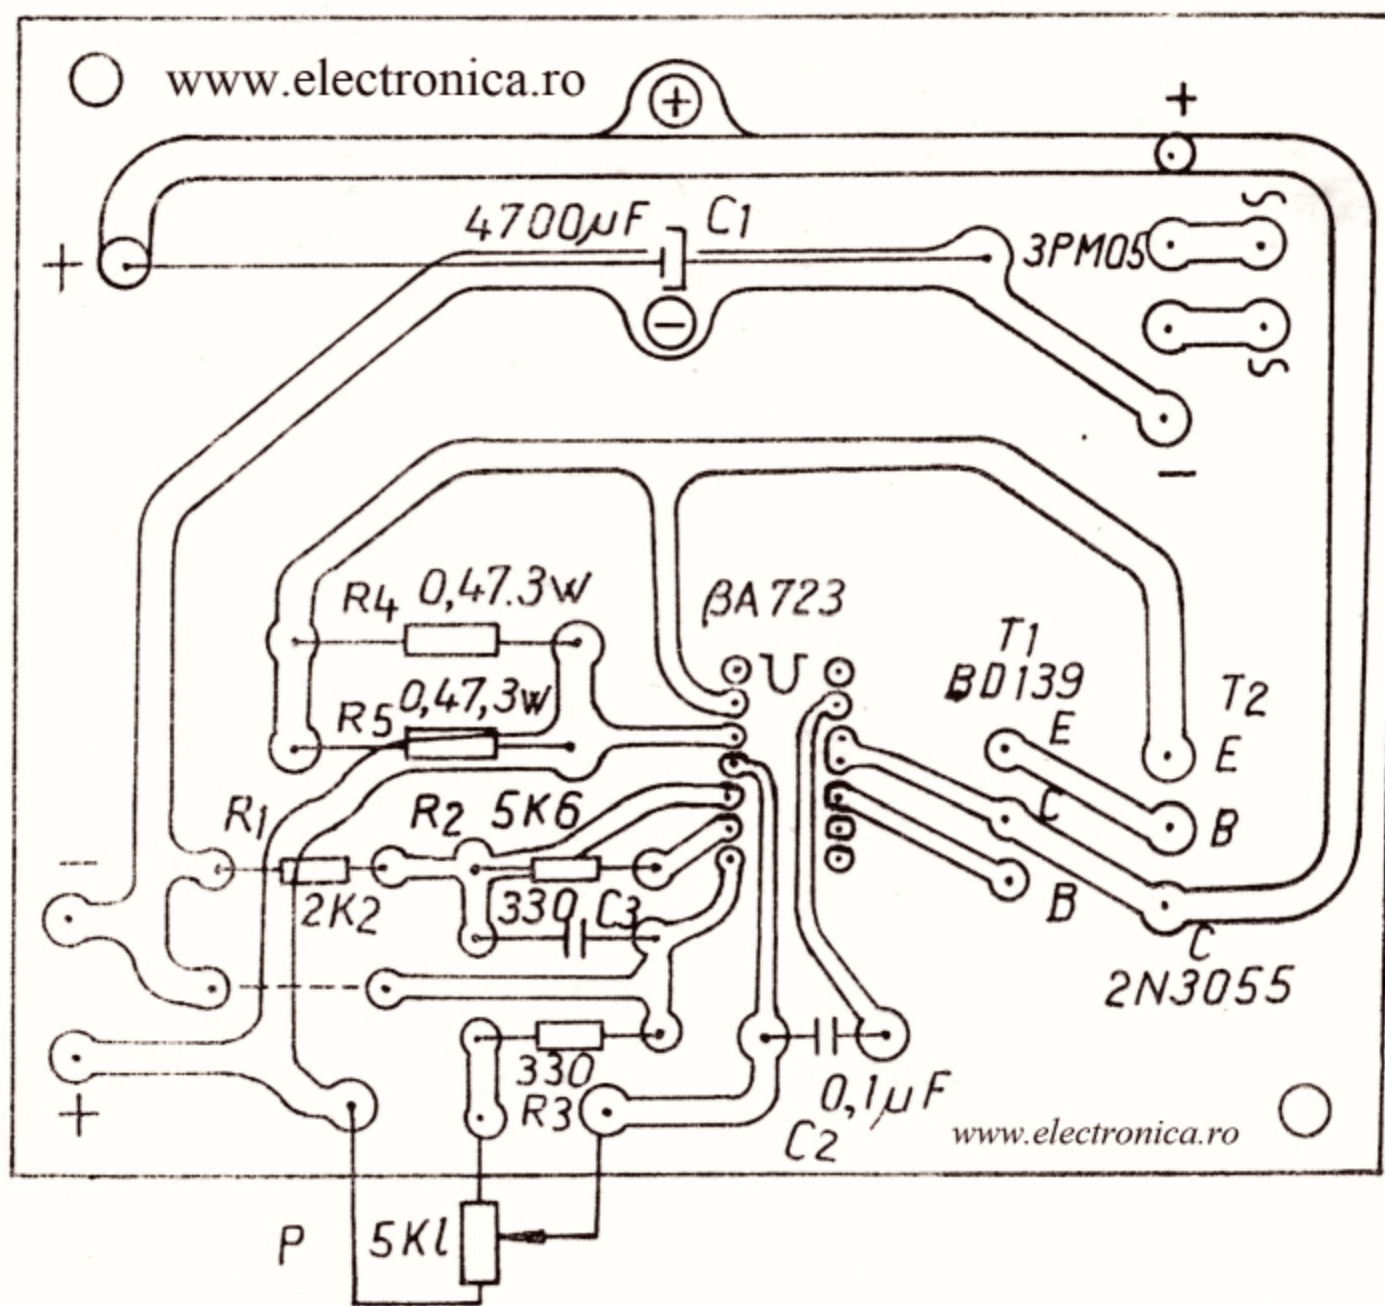 www.electronica.ro
+
+
4700µF C1
+
3PM05
−
−
R4 0,47.3W
βA723
T1
BD139
R5 0,47,3W
T2
E
E
R1
R2 5K6
C
B
−
2K2
330 C3
B
C
2N3055
330
R3
0,1µF
+
C2
www.electronica.ro
P 5Kl